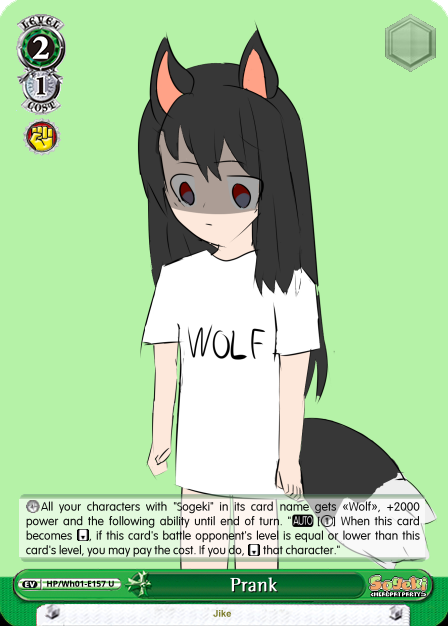 LEVEL
2
1
COST
WOLF
All your characters with "Sogeki" in its card name gets «Wolf», +2000
power and the following ability until end of turn. "AUTO [①] When this card
becomes [], if this card's battle opponent's level is equal or lower than this
card's level, you may pay the cost. If you do, [] that character."
EV HP/Wh01-E157 U
Prank
Sogeki
HEADPATPARTY
Jike